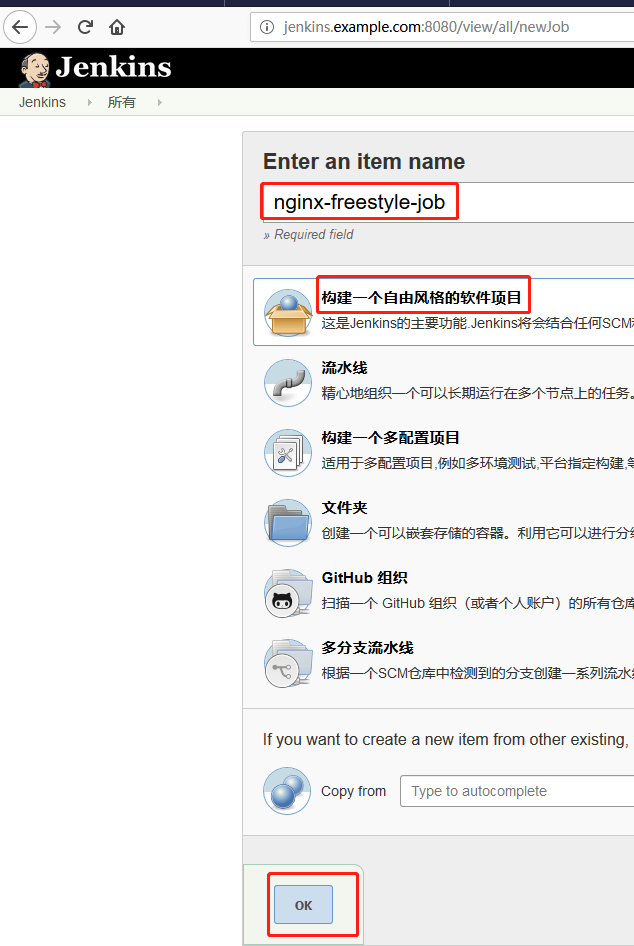 jenkins.example.com:8080/view/all/newJob
Jenkins
Jenkins
所有
Enter an item name
nginx-freestyle-job
» Required field
构建一个自由风格的软件项目
这是Jenkins的主要功能.Jenkins将会结合任何SCM
流水线
精心地组织一个可以长期运行在多个节点上的任务。
构建一个多配置项目
适用于多配置项目,例如多环境测试,平台指定构建,等
文件夹
创建一个可以嵌套存储的容器。利用它可以进行分组
GitHub 组织
扫描一个 GitHub 组织（或者个人账户）的所有仓库
多分支流水线
根据一个SCM仓库中检测到的分支创建一系列流水线
If you want to create a new item from other existing,
Copy from
Type to autocomplete
OK